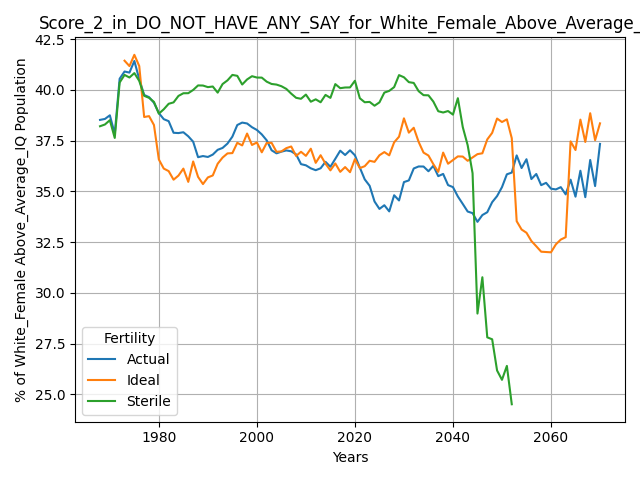 Score_2_in_DO_NOT_HAVE_ANY_SAY_for_White_Female_Above_Average_
% of White_Female Above_Average_IQ Population
42.5
40.0
37.5
35.0
32.5
30.0
27.5
25.0
Fertility
Actual
Ideal
Sterile
1980
2000
2020
2040
2060
Years